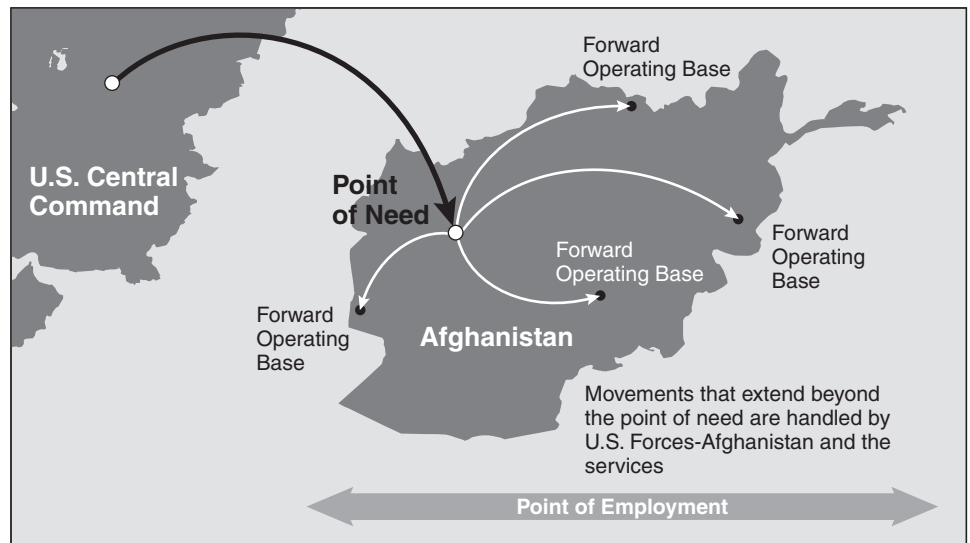 U.S. Central
Command
Point
of Need
Forward
Operating Base
Forward
Operating
Base
Forward
Operating Base
Forward
Operating
Base
Afghanistan
Movements that extend beyond
the point of need are handled by
U.S. Forces-Afghanistan and the
services
Point of Employment